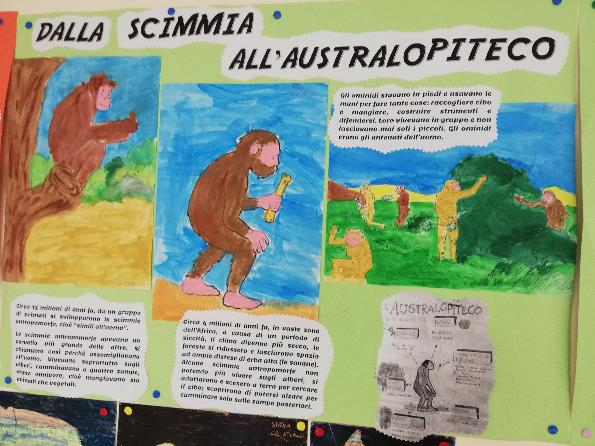 DALLA SCIMMIA
ALL'AUSTRALOPITECO
Gli ominidi stavano in piedi e usavano le
mani per fare tante cose: raccogliere cibo
e mangiare, costruire strumenti e
difendersi. Loro vivevano in gruppo e non
lasciavano mai soli i piccoli. Gli ominidi
erano gli antenati dell'uomo.
Circa 15 milioni di anni fa, da un gruppo
di primati si svilupparono le scimmie
antropomorfe, cioè "simili all'uomo".
Le scimmie antropomorfe avevano un
cervello più grande delle altre. Si
chiamano così perché assomigliavano
all'uomo. Vivevano soprattutto sugli
alberi, camminavano a quattro zampe,
erano onnivore, cioè mangiavano sia
animali che vegetali.
Circa 4 milioni di anni fa, in vaste zone
dell'Africa, a causa di un periodo di
siccità, il clima divenne più secco, le
foreste si ridussero e lasciarono spazio
ad ampie distese di erba alta (le savane).
Alcune scimmie antropomorfe non
potendo più vivere sugli alberi, si
adattarono e scesero a terra per cercare
il cibo; scoprirono di potersi alzare per
camminare solo sulle zampe posteriori.
L'AUSTRALOPITECO